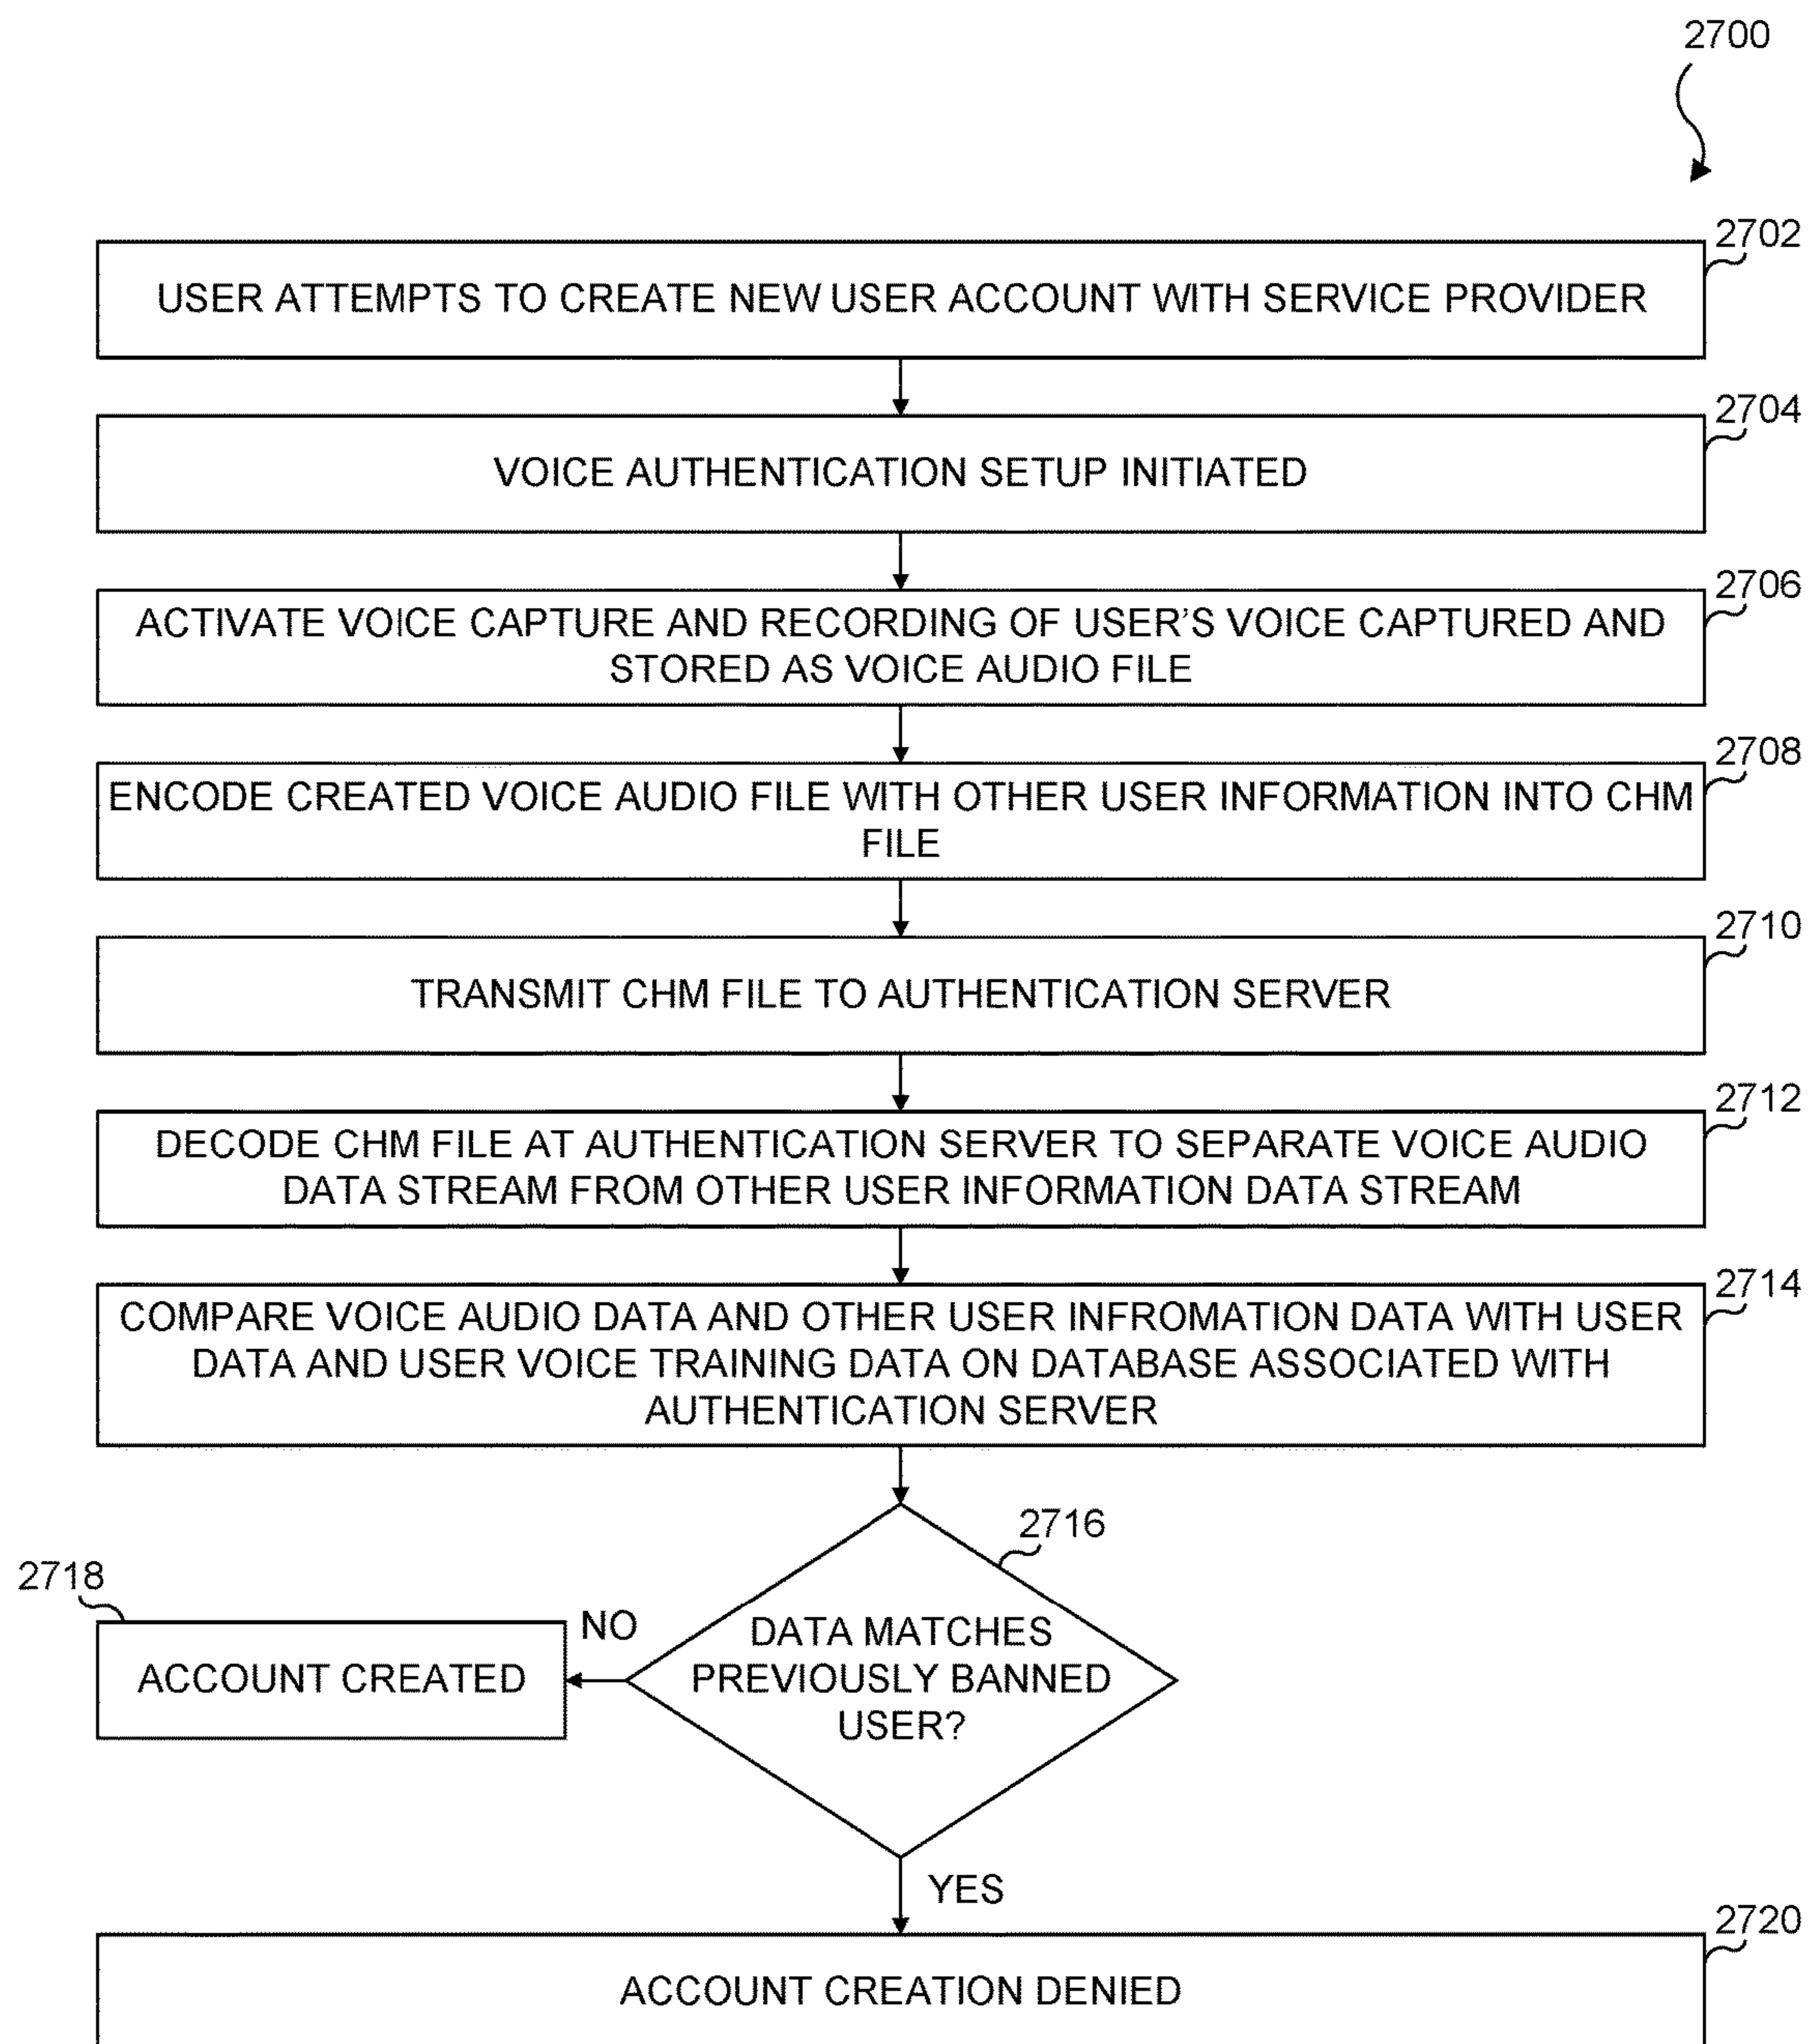 2700
2702
USER ATTEMPTS TO CREATE NEW USER ACCOUNT WITH SERVICE PROVIDER
2704
VOICE AUTHENTICATION SETUP INITIATED
2706
ACTIVATE VOICE CAPTURE AND RECORDING OF USER'S VOICE CAPTURED AND
STORED AS VOICE AUDIO FILE
2708
ENCODE CREATED VOICE AUDIO FILE WITH OTHER USER INFORMATION INTO CHM
FILE
2710
TRANSMIT CHM FILE TO AUTHENTICATION SERVER
2712
DECODE CHM FILE AT AUTHENTICATION SERVER TO SEPARATE VOICE AUDIO
DATA STREAM FROM OTHER USER INFORMATION DATA STREAM
2714
COMPARE VOICE AUDIO DATA AND OTHER USER INFROMATION DATA WITH USER
DATA AND USER VOICE TRAINING DATA ON DATABASE ASSOCIATED WITH
AUTHENTICATION SERVER
2716
DATA MATCHES
PREVIOUSLY BANNED
USER?
NO
2718
ACCOUNT CREATED
YES
2720
ACCOUNT CREATION DENIED